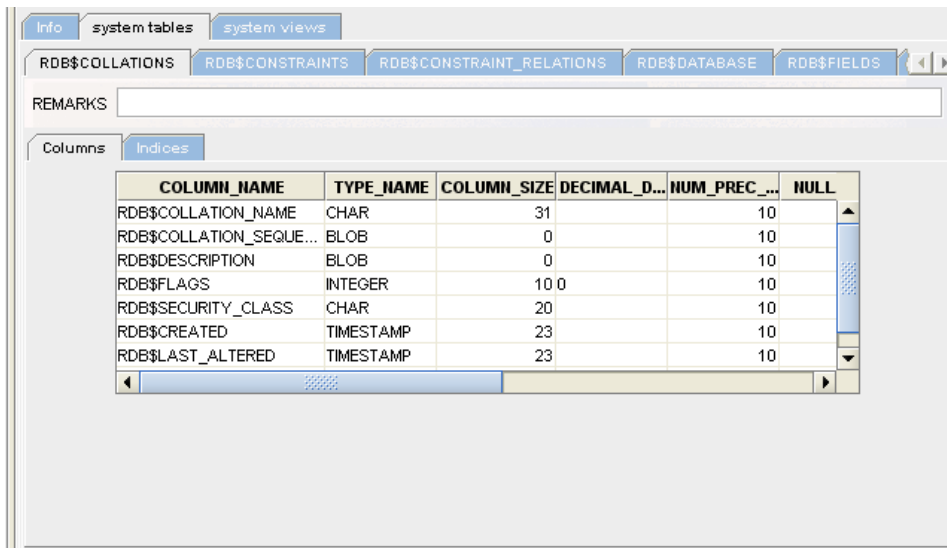 Info system tables system views
RDB$COLLATIONS RDB$CONSTRAINTS RDB$CONSTRAINT_RELATIONS RDB$DATABASE RDB$FIELDS
REMARKS
Columns Indices
COLUMN_NAME TYPE_NAME COLUMN_SIZE DECIMAL_D... NUM_PREC_... NULL
RDB$COLLATION_NAME CHAR 31 10
RDB$COLLATION_SEQUE... BLOB 0 10
RDB$DESCRIPTION BLOB 0 10
RDB$FLAGS INTEGER 10 0 10
RDB$SECURITY_CLASS CHAR 20 10
RDB$CREATED TIMESTAMP 23 10
RDB$LAST_ALTERED TIMESTAMP 23 10